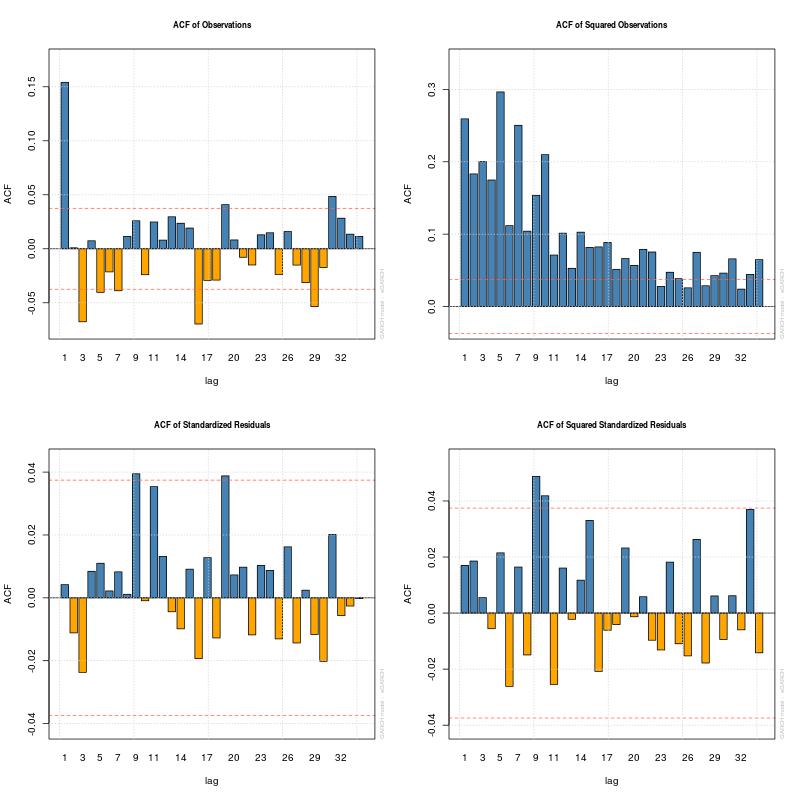 ACF of Observations
ACF
0.15
0.10
0.05
0.00
-0.05
1 3 5 7 9 11 14 17 20 23 26 29 32
lag
GARCH model : eGARCH
ACF of Squared Observations
ACF
0.3
0.2
0.1
0.0
1 3 5 7 9 11 14 17 20 23 26 29 32
lag
GARCH model : eGARCH
ACF of Standardized Residuals
ACF
0.04
0.02
0.00
-0.02
-0.04
1 3 5 7 9 11 14 17 20 23 26 29 32
lag
GARCH model : eGARCH
ACF of Squared Standardized Residuals
ACF
0.04
0.02
0.00
-0.02
-0.04
1 3 5 7 9 11 14 17 20 23 26 29 32
lag
GARCH model : eGARCH